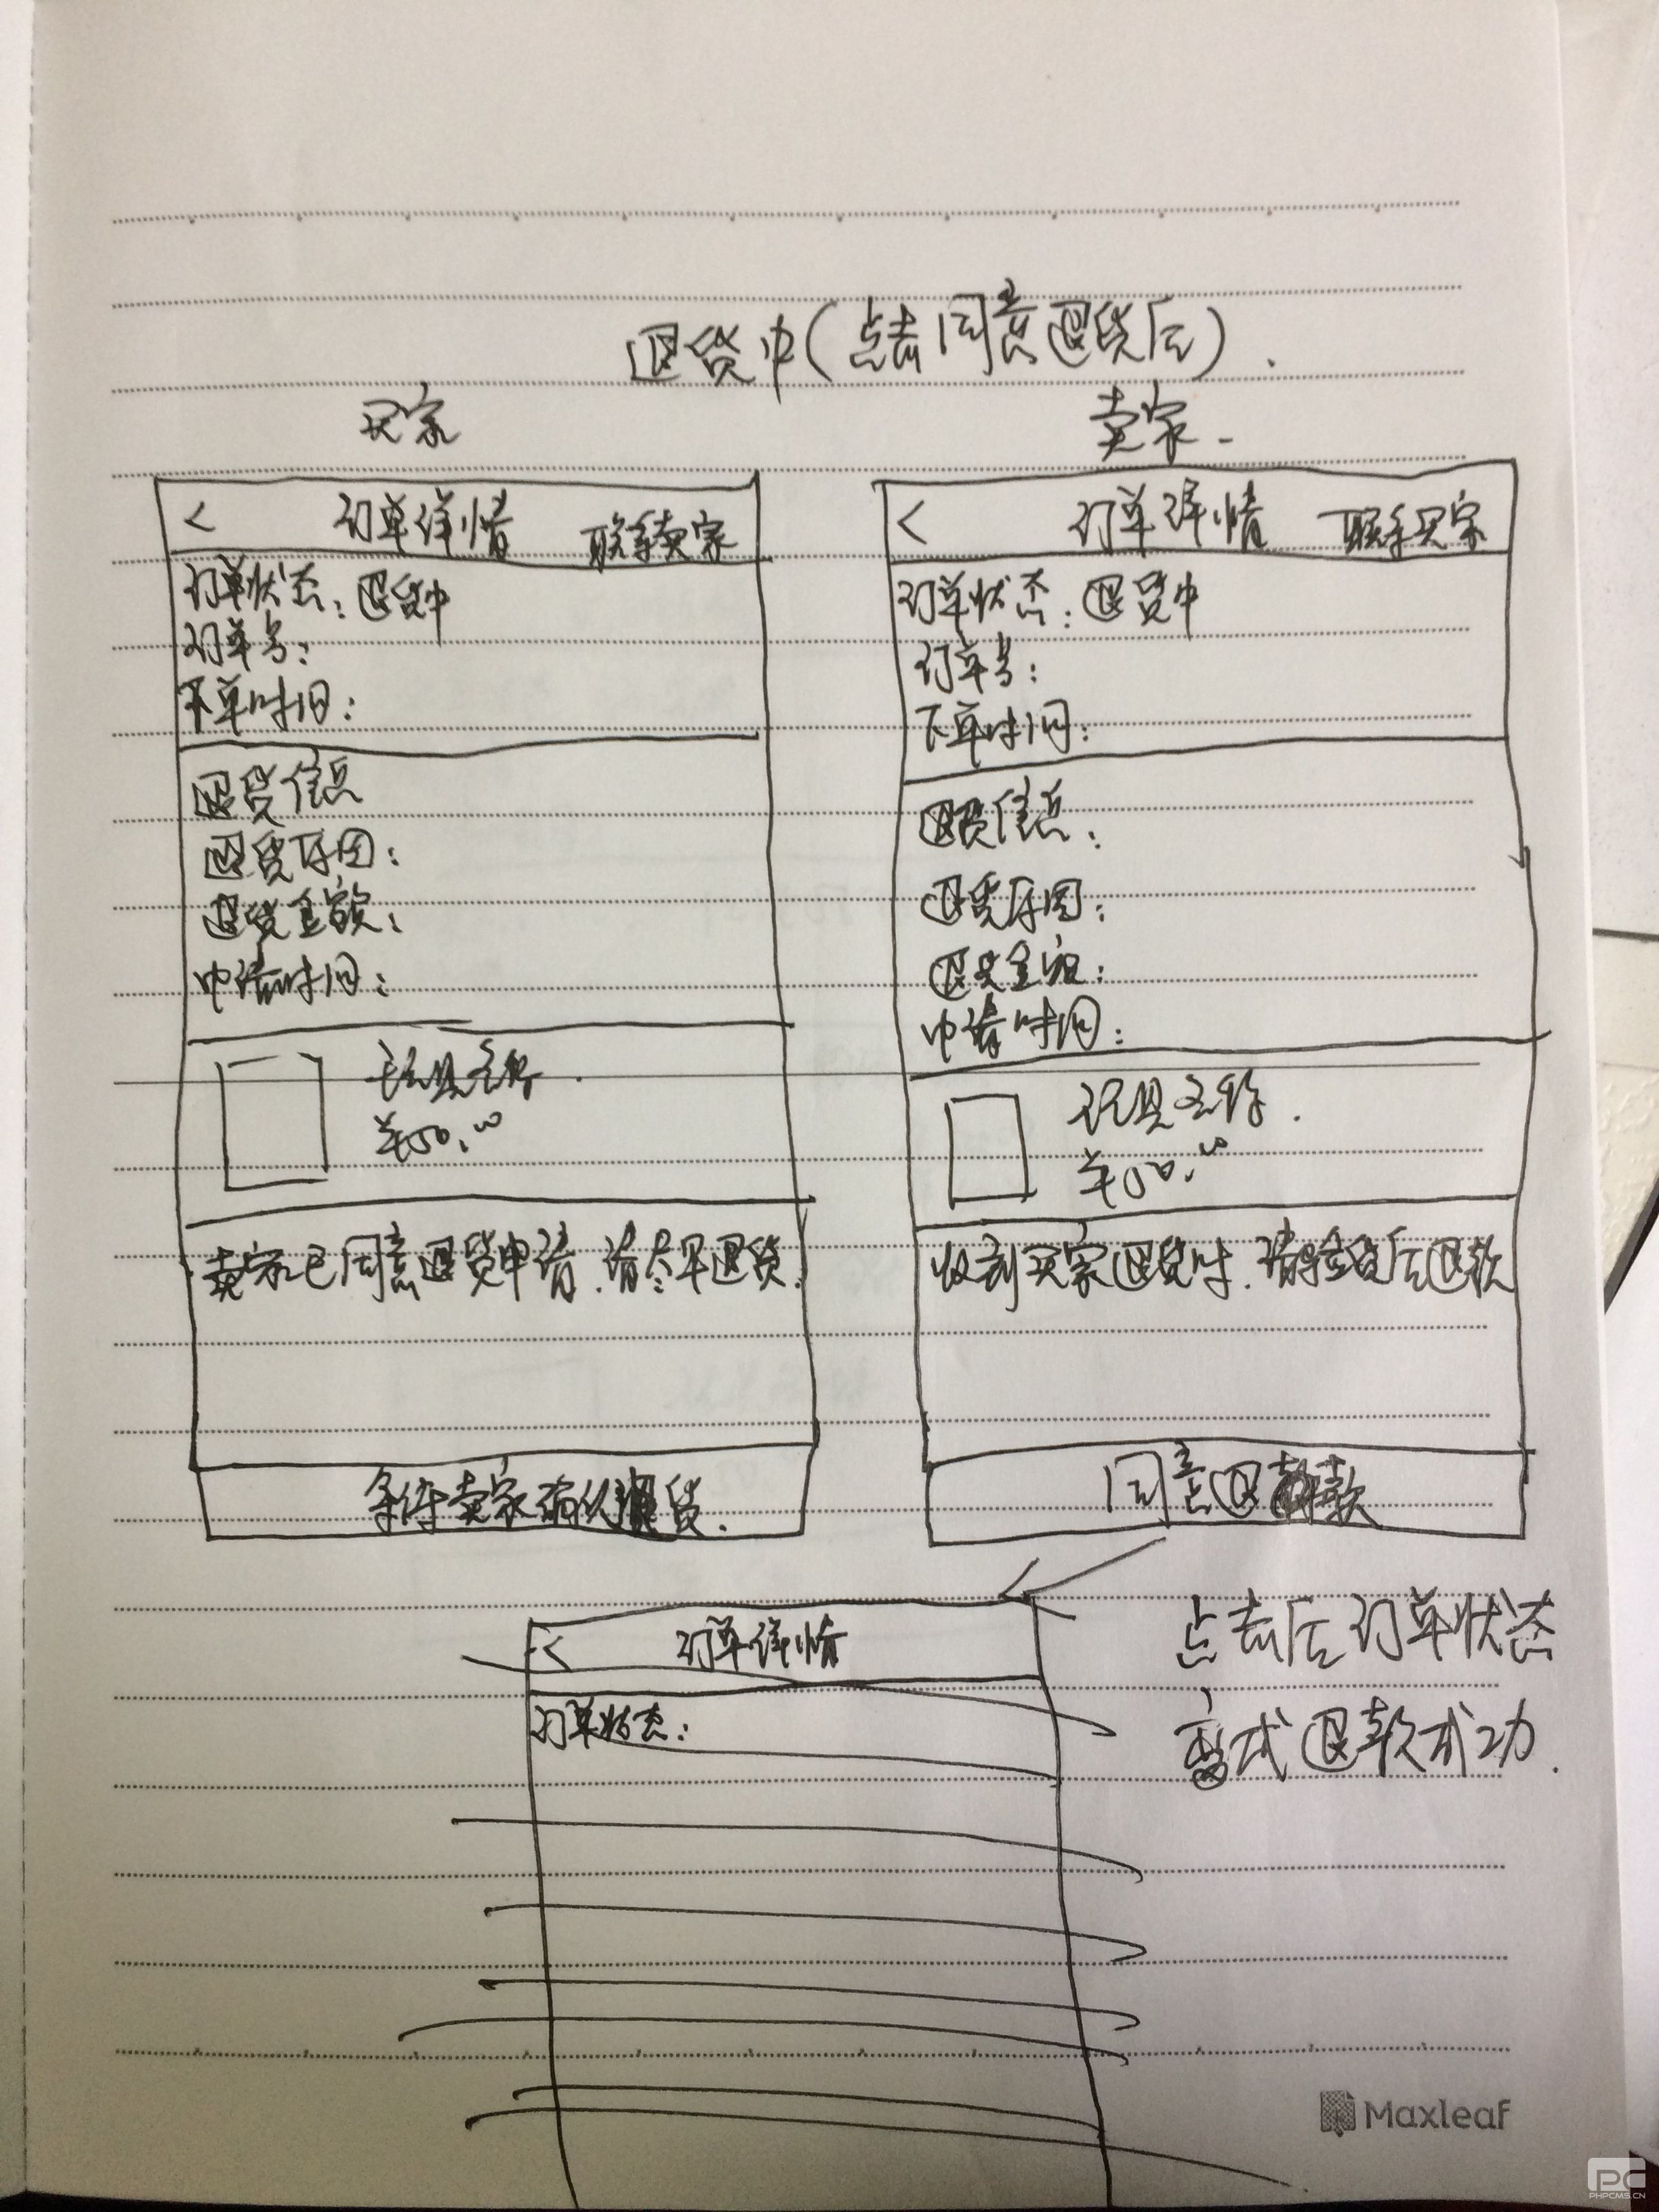 退货中(点击同意退货后).
买家
< 订单详情 联系卖家
订单状态:退货中
订单号:
下单时间:
退货信息
退货原因:
退货金额:
申请时间:
玩具名称.
￥50.00
卖家已同意退货申请.请尽早退货.
等待卖家确认退货.
卖家-
< 订单详情 联系买家
订单状态:退货中
订单号:
下单时间:
退货信息:
退货原因:
退货金额:
申请时间:
玩具名称.
￥50.00
收到买家退货时.请验货后退款
同意退款
< 订单详情
订单状态:
点击后订单状态
变成退款成功.
Maxleaf
PC
PHPCMS.CN